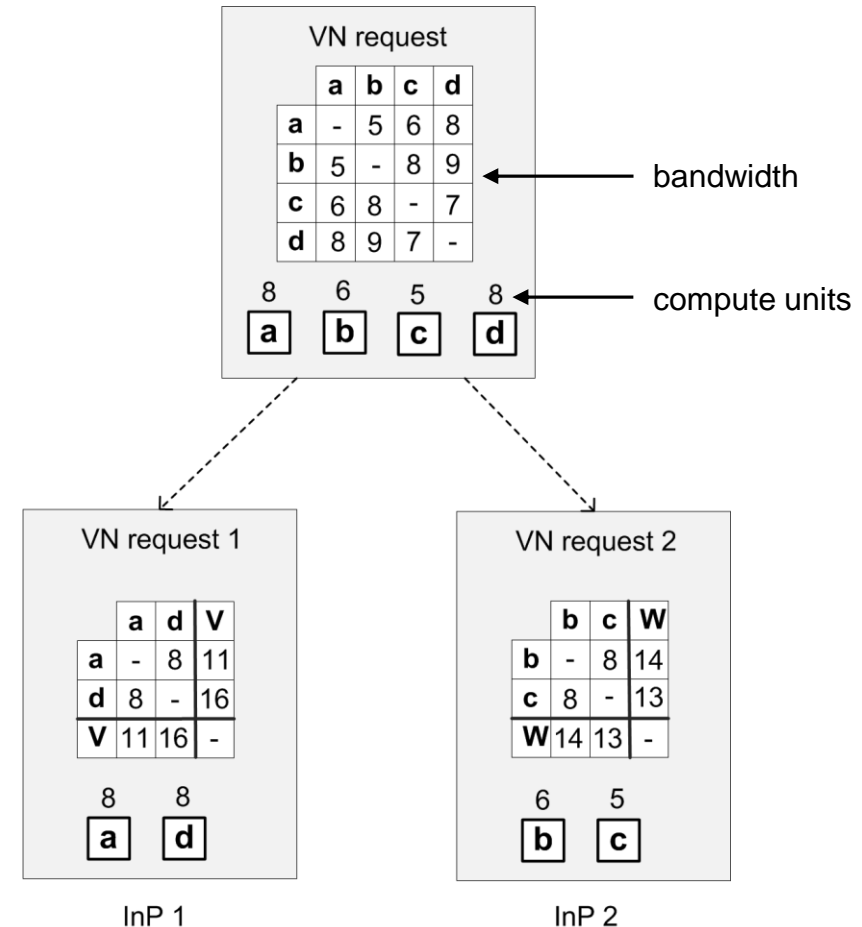 VN request
a b c d
a - 5 6 8
b 5 - 8 9
c 6 8 - 7
d 8 9 7 -
bandwidth
8 6 5 8
compute units
a b c d
VN request 1
a d V
a - 8 11
d 8 - 16
V 11 16 -
8 8
a d
InP 1
VN request 2
b c W
b - 8 14
c 8 - 13
W 14 13 -
6 5
b c
InP 2